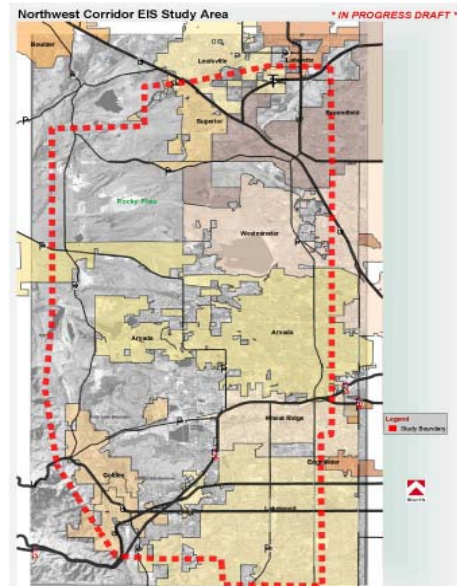 Northwest Corridor EIS Study Area
* IN PROGRESS DRAFT *
Boulder
Louisville
Lafayette
Superior
Broomfield
Rocky Flats
Westminster
Arvada
Arvada
Wheat Ridge
Edgewater
Golden
Lakewood
Legend
Study Boundary
North